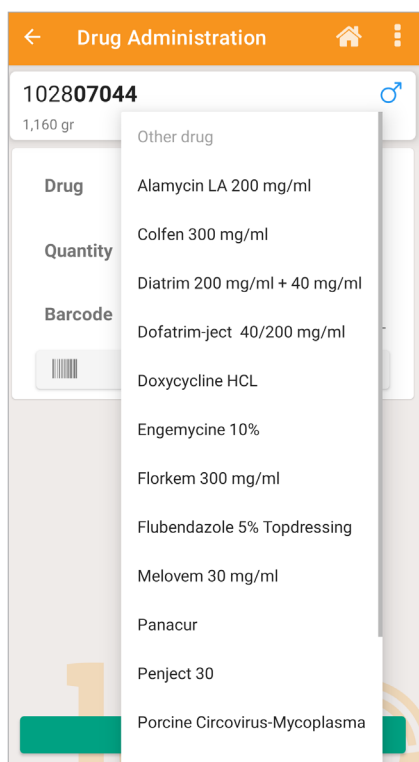 Drug Administration
102807044
1,160 gr
Other drug
Drug
Alamycin LA 200 mg/ml
Colfen 300 mg/ml
Quantity
Diatrim 200 mg/ml + 40 mg/ml
Barcode
Dofatrim-ject 40/200 mg/ml
Doxycycline HCL
Engemycine 10%
Florkem 300 mg/ml
Flubendazole 5% Topdressing
Melovem 30 mg/ml
Panacur
Penject 30
Porcine Circovirus-Mycoplasma